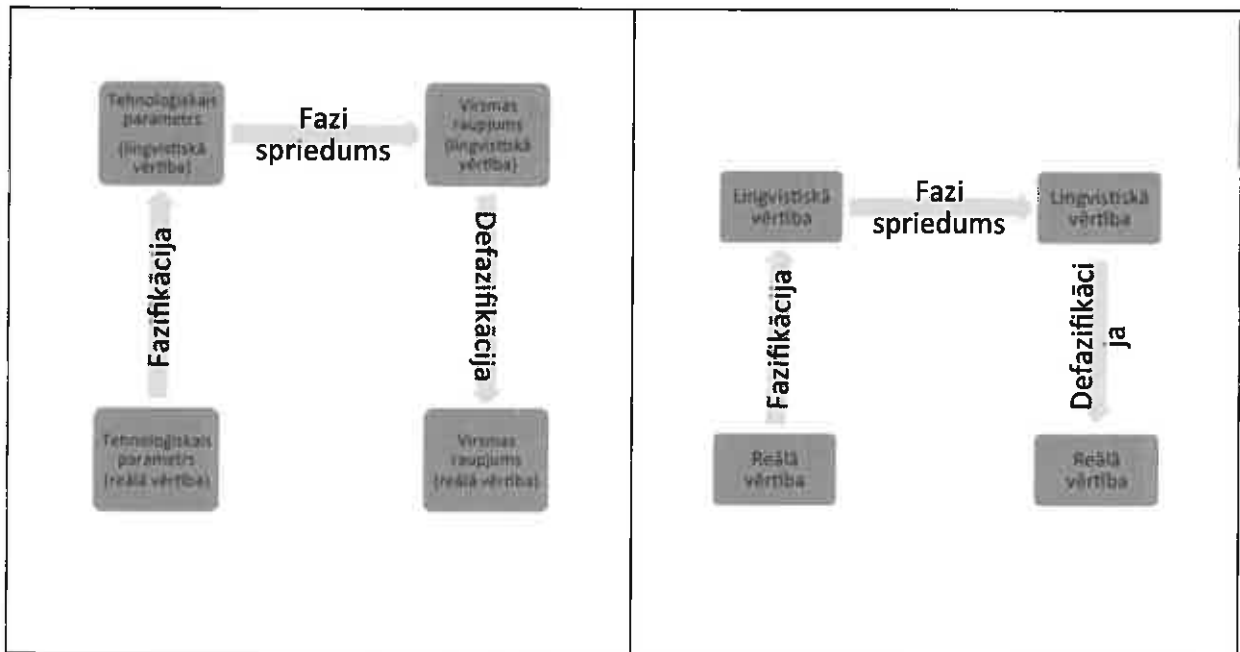 Tehnoloģiskais
parametrs
(lingvistiskā
vērtība)
Fazi
spriedums
Virsmas
raupjums
(lingvistiskā
vērtība)
Fazifikācija
Defazifikācija
Tehnoloģiskais
parametrs
(reālā vērtība)
Virsmas
raupjums
(reālā vērtība)
Lingvistiskā
vērtība
Fazi
spriedums
Lingvistiskā
vērtība
Fazifikācija
Defazifikāci
ja
Reālā
vērtība
Reālā
vērtība